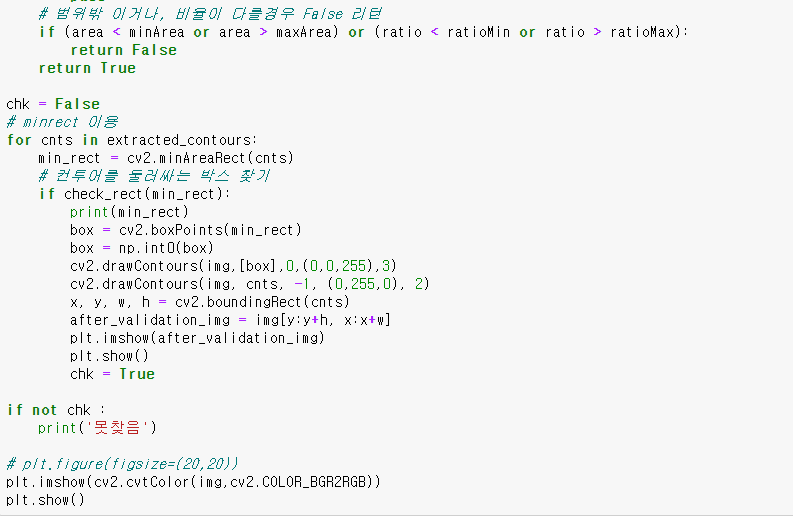 # 범위밖 이거나, 비율이 다를경우 False 리턴
if (area < minArea or area > maxArea) or (ratio < ratioMin or ratio > ratioMax):
return False
return True
chk = False
# minrect 이용
for cnts in extracted_contours:
min_rect = cv2.minAreaRect(cnts)
# 컨투어를 둘러싸는 박스 찾기
if check_rect(min_rect):
print(min_rect)
box = cv2.boxPoints(min_rect)
box = np.int0(box)
cv2.drawContours(img,[box],0,(0,0,255),3)
cv2.drawContours(img, cnts, -1, (0,255,0), 2)
x, y, w, h = cv2.boundingRect(cnts)
after_validation_img = img[y:y+h, x:x+w]
plt.imshow(after_validation_img)
plt.show()
chk = True
if not chk :
print('못찾음')
# plt.figure(figsize=(20,20))
plt.imshow(cv2.cvtColor(img,cv2.COLOR_BGR2RGB))
plt.show()